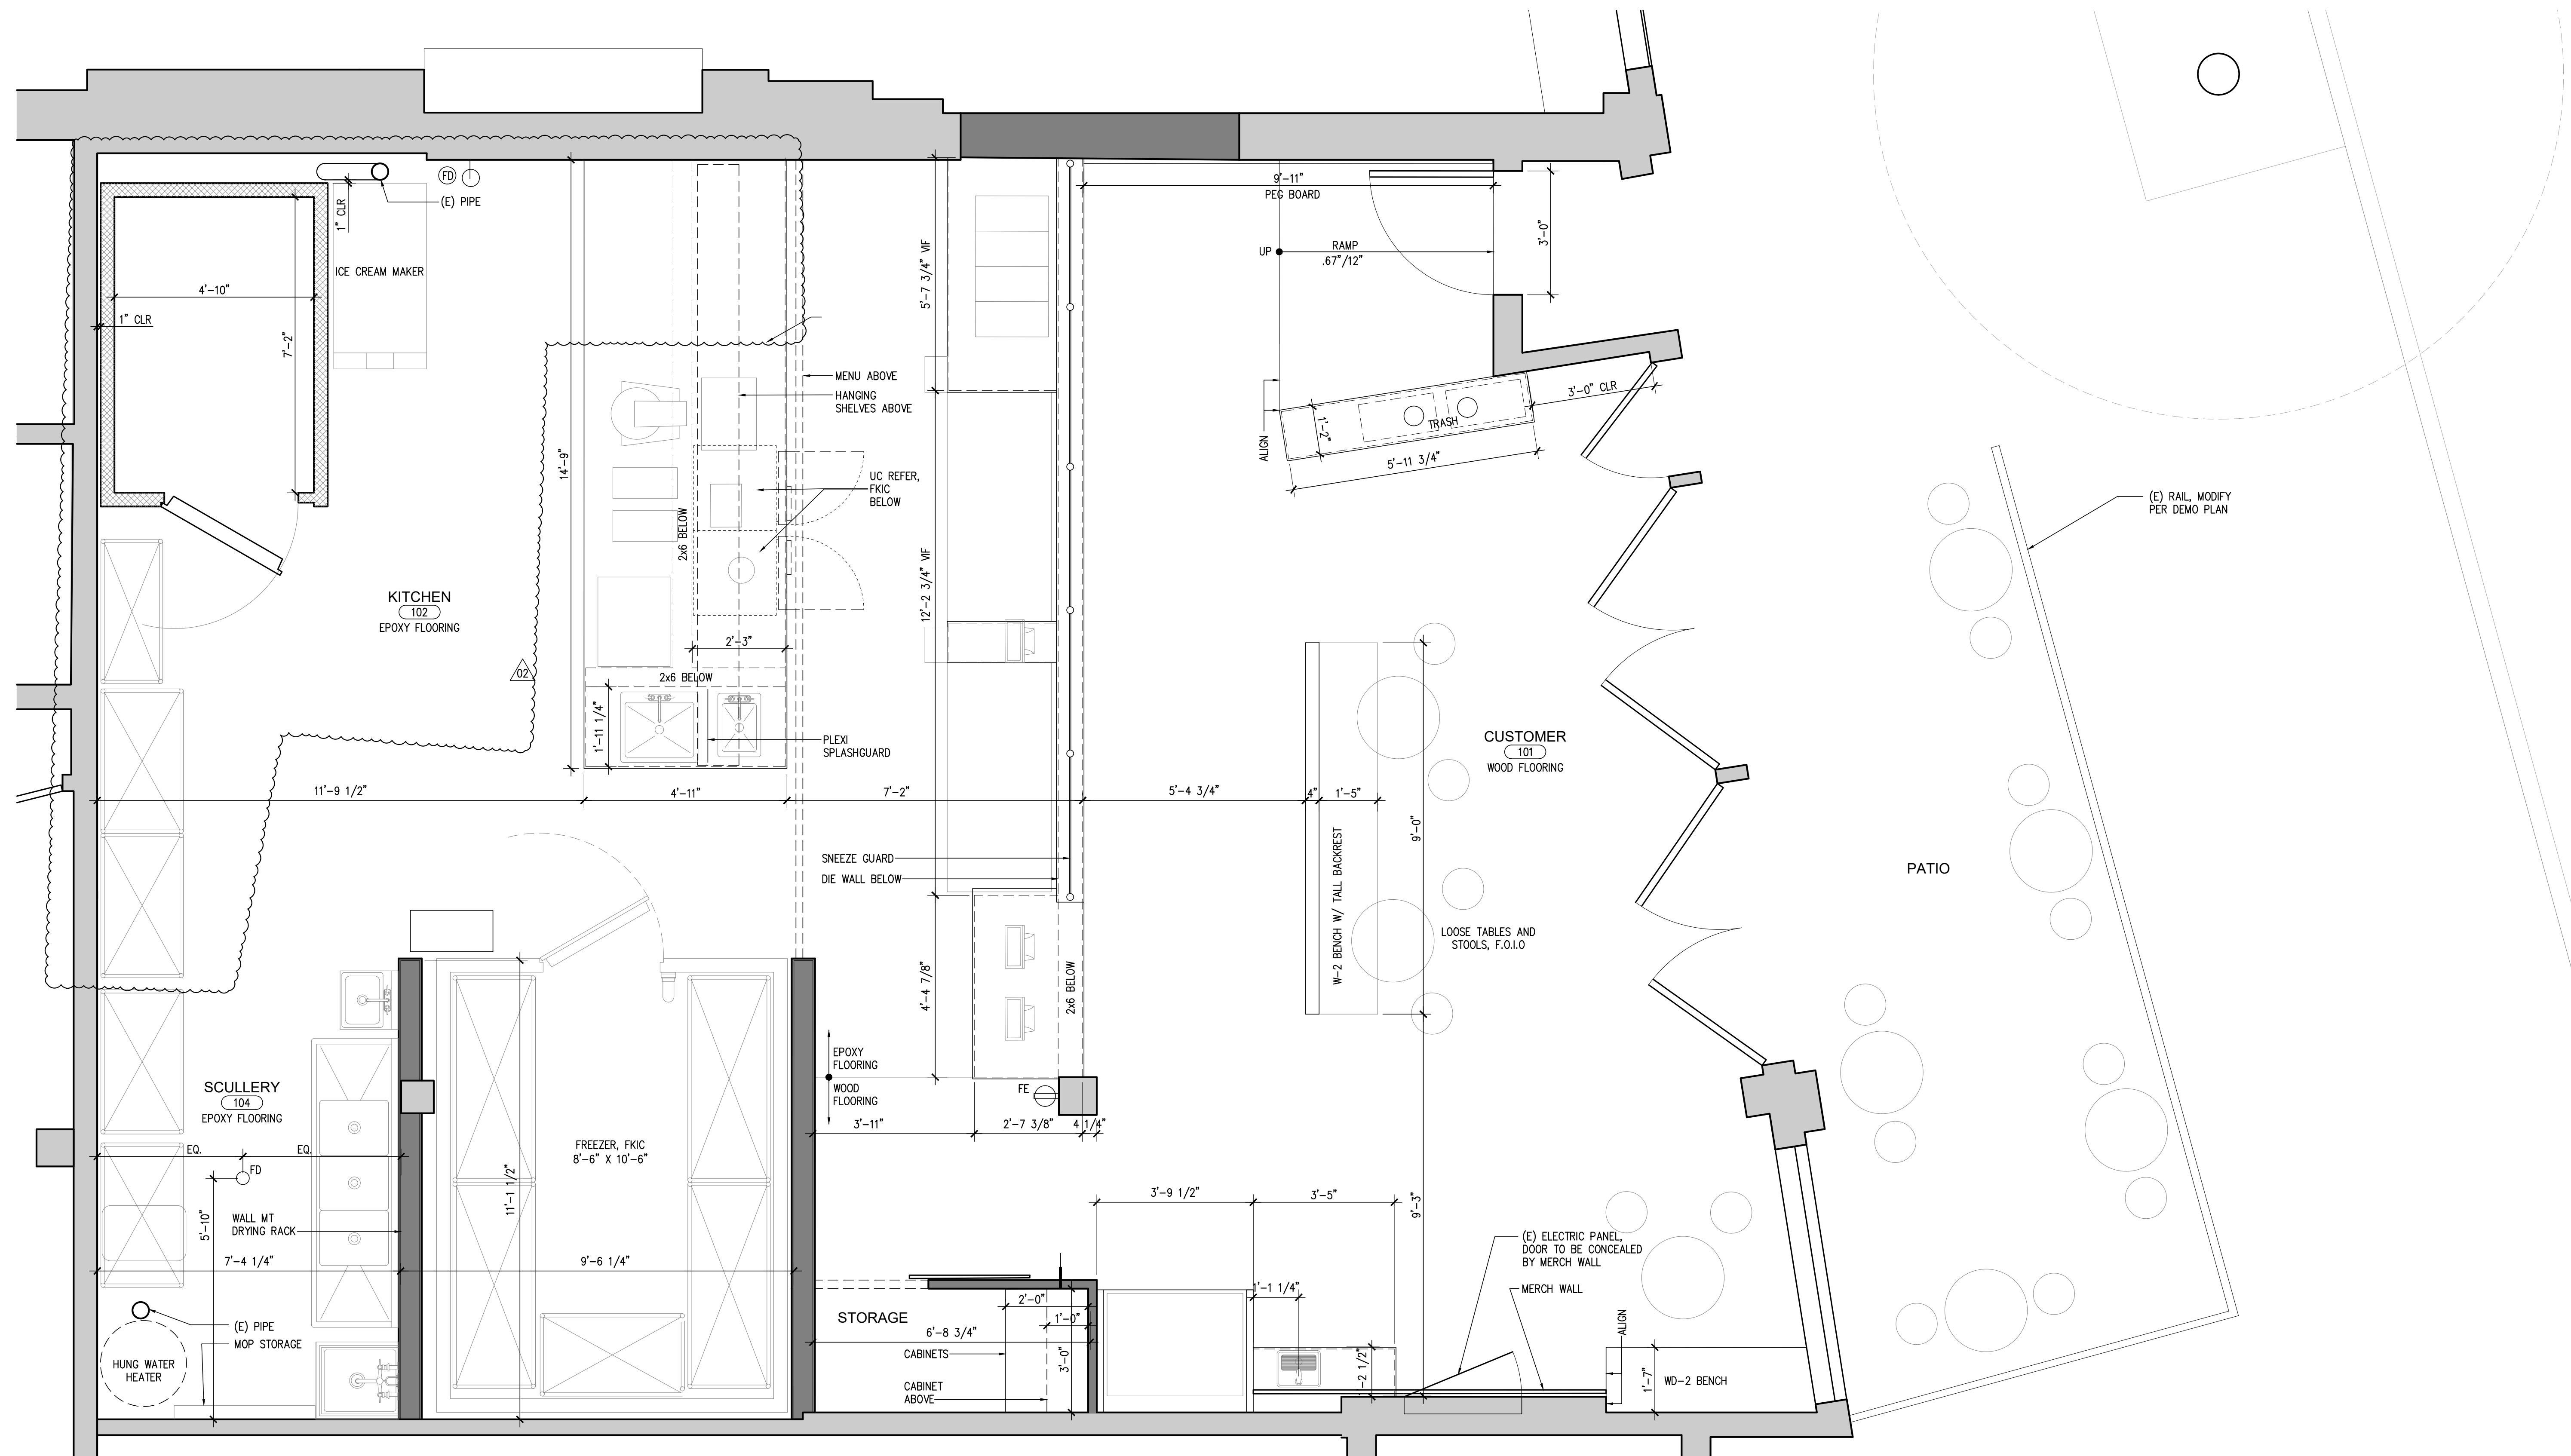 FD
(E) PIPE
1" CLR
ICE CREAM MAKER
4'-10"
1" CLR
7'-2"
14'-9"
5'-7 3/4" VIF
9'-11"
PEG BOARD
UP
RAMP
.67"/12"
3'-0"
MENU ABOVE
HANGING
SHELVES ABOVE
3'-0" CLR
1'-2"
TRASH
ALIGN
5'-11 3/4"
UC REFER,
FKIC
BELOW
2x6 BELOW
12'-2 3/4" VIF
(E) RAIL, MODIFY
PER DEMO PLAN
KITCHEN
102
EPOXY FLOORING
02
2'-3"
2x6 BELOW
1'-11 1/4"
PLEXI
SPLASHGUARD
CUSTOMER
101
WOOD FLOORING
11'-9 1/2"
4'-11"
7'-2"
5'-4 3/4"
4"
1'-5"
9'-0"
W-2 BENCH W/ TALL BACKREST
SNEEZE GUARD
DIE WALL BELOW
PATIO
LOOSE TABLES AND
STOOLS, F.O.I.O
4'-4 7/8"
2x6 BELOW
EPOXY
FLOORING
WOOD
FLOORING
FE
SCULLERY
104
EPOXY FLOORING
3'-11"
2'-7 3/8"
4 1/4"
EQ.
EQ.
FD
FREEZER, FKIC
8'-6" X 10'-6"
11'-1 1/2"
5'-10"
WALL MT
DRYING RACK
3'-9 1/2"
3'-5"
9'-3"
(E) ELECTRIC PANEL,
DOOR TO BE CONCEALED
BY MERCH WALL
7'-4 1/4"
9'-6 1/4"
1'-1 1/4"
MERCH WALL
2'-0"
STORAGE
1'-0"
6'-8 3/4"
ALIGN
(E) PIPE
MOP STORAGE
CABINETS
3'-0"
HUNG WATER
HEATER
CABINET
ABOVE
1'-2 1/2"
1'-7"
WD-2 BENCH